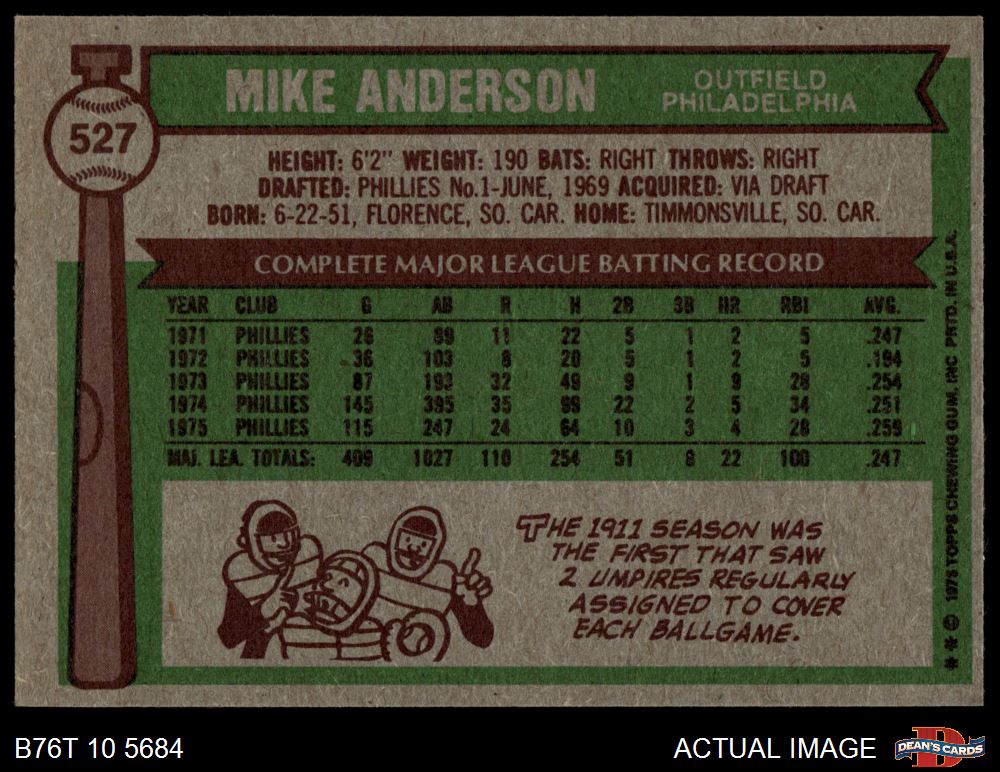 527
MIKE ANDERSON
OUTFIELD
PHILADELPHIA
HEIGHT: 6'2" WEIGHT: 190 BATS: RIGHT THROWS: RIGHT
DRAFTED: PHILLIES No.1-JUNE, 1969 ACQUIRED: VIA DRAFT
BORN: 6-22-51, FLORENCE, SO. CAR. HOME: TIMMONSVILLE, SO. CAR.
COMPLETE MAJOR LEAGUE BATTING RECORD
YEAR CLUB G AB R H 2B 3B HR RBI AVG.
1971 PHILLIES 26 89 11 22 5 1 2 5 .247
1972 PHILLIES 36 103 8 20 5 1 2 5 .194
1973 PHILLIES 87 193 32 49 9 1 9 28 .254
1974 PHILLIES 145 395 35 99 22 2 5 34 .251
1975 PHILLIES 115 247 24 64 10 3 4 28 .259
MAJ. LEA. TOTALS: 409 1027 110 254 51 8 22 100 .247
THE 1911 SEASON WAS
THE FIRST THAT SAW
2 UMPIRES REGULARLY
ASSIGNED TO COVER
EACH BALLGAME.
** © 1976 TOPPS CHEWING GUM, INC PRTD. IN U.S.A.
B76T 10 5684
ACTUAL IMAGE
D
DEAN'S CARDS